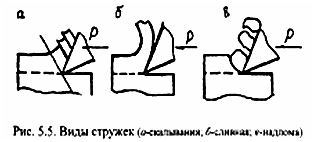 а б в
P P P
Рис. 5.5. Виды стружек (а-скалывания; б-сливная; в-надлома)